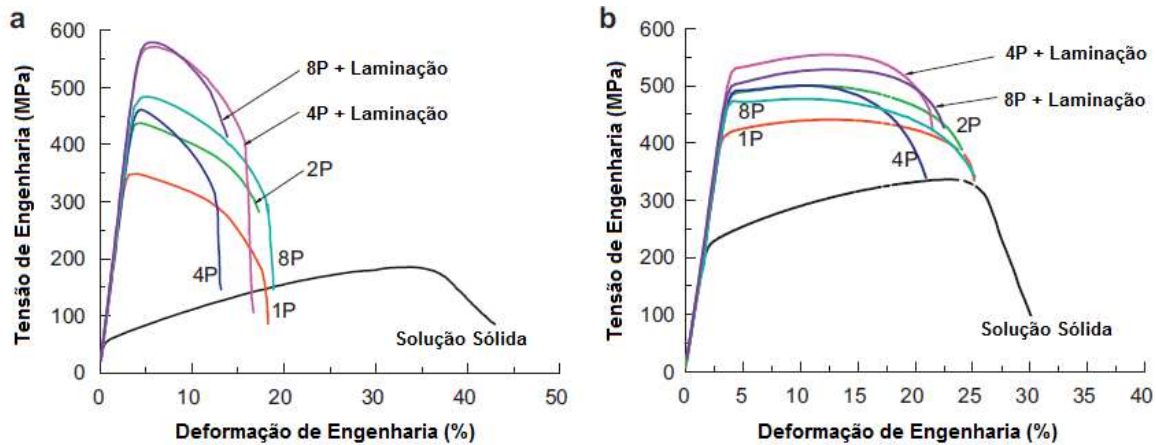 a
Tensão de Engenharia (MPa)
600
500
400
300
200
100
0
8P + Laminação
4P + Laminação
2P
4P
8P
1P
Solução Sólida
0 10 20 30 40 50
Deformação de Engenharia (%)
b
Tensão de Engenharia (MPa)
600
500
400
300
200
100
0
4P + Laminação
8P + Laminação
8P
2P
1P
4P
Solução Sólida
0 5 10 15 20 25 30 35 40
Deformação de Engenharia (%)